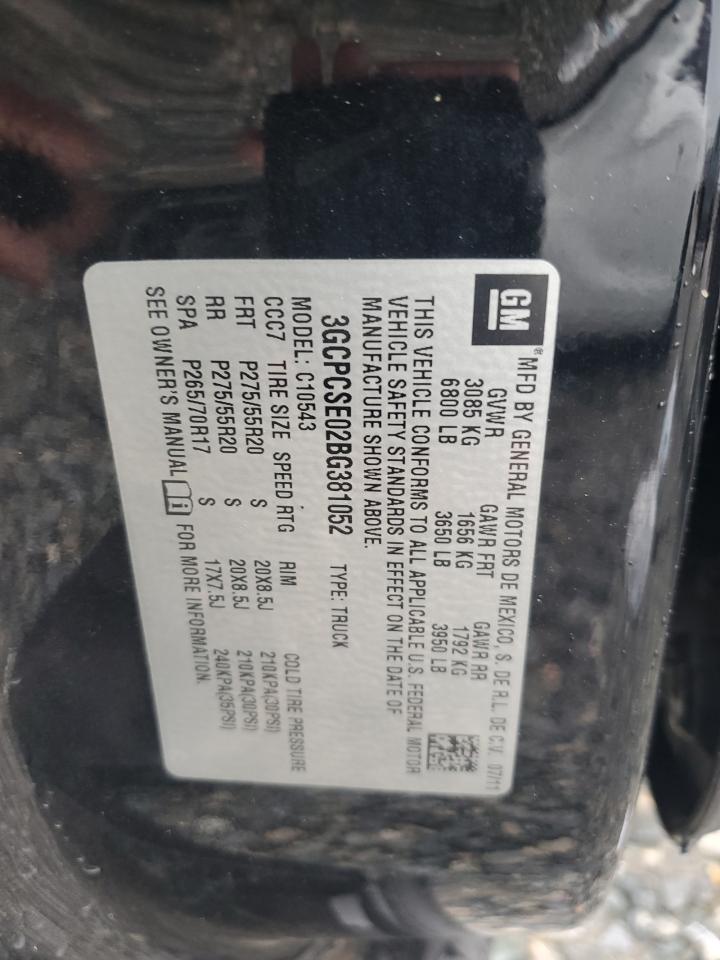 GM
® MFD BY GENERAL MOTORS DE MEXICO, S. DE R.L. DE C.V. 07/11
GVWR GAWR FRT GAWR RR
3085 KG 1656 KG 1792 KG
6800 LB 3650 LB 3950 LB
THIS VEHICLE CONFORMS TO ALL APPLICABLE U.S. FEDERAL MOTOR
VEHICLE SAFETY STANDARDS IN EFFECT ON THE DATE OF
MANUFACTURE SHOWN ABOVE.
3GCPCSE02BG381052 TYPE: TRUCK
MODEL: C10543
CCC7 TIRE SIZE SPEED RTG RIM COLD TIRE PRESSURE
FRT P275/55R20 S 20X8.5J 210KPA(30PSI)
RR P275/55R20 S 20X8.5J 210KPA(30PSI)
SPA P265/70R17 S 17X7.5J 240KPA(35PSI)
SEE OWNER'S MANUAL FOR MORE INFORMATION.